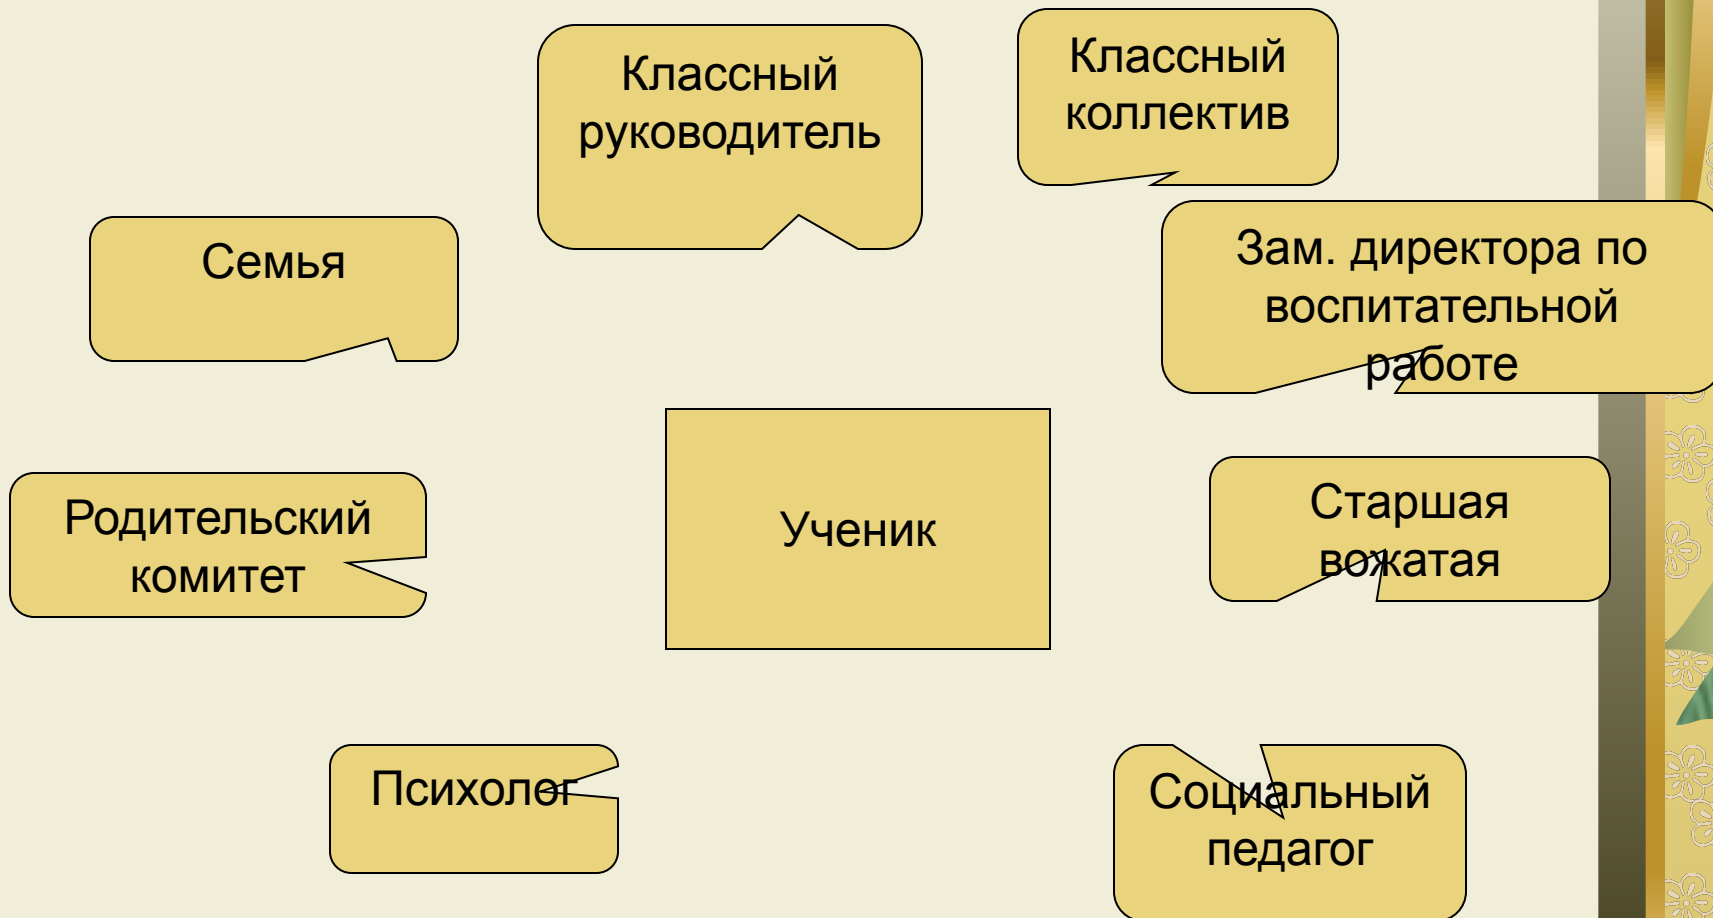 Классный
руководитель
Классный
коллектив
Семья
Зам. директора по
воспитательной
работе
Родительский
комитет
Ученик
Старшая
вожатая
Психолог
Социальный
педагог